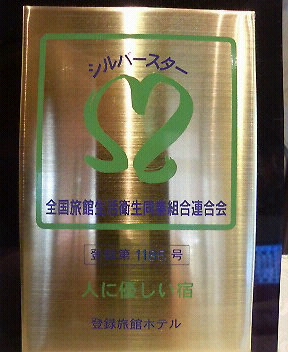 シルバースター
全国旅館生活衛生同業組合連合会
登録第 118 号
人に優しい宿
登録旅館ホテル